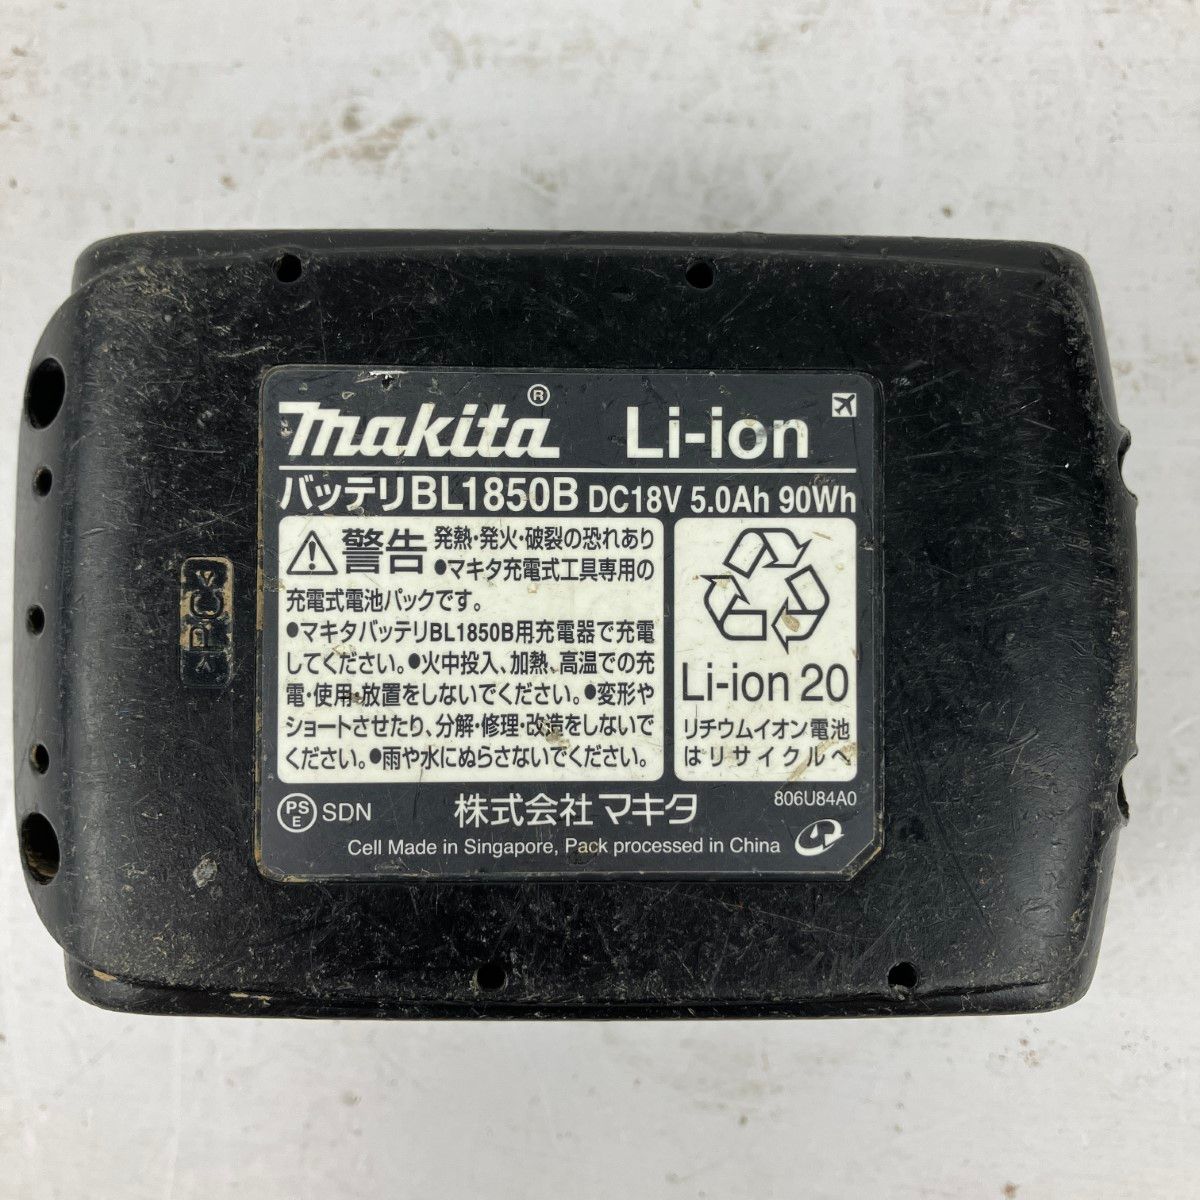 makita® Li-ion
バッテリBL1850B DC18V 5.0Ah 90Wh
警告 発熱・発火・破裂の恐れあり
●マキタ充電式工具専用の
充電式電池パックです。
●マキタバッテリBL1850B用充電器で充電
してください。●火中投入、加熱、高温での充
電・使用・放置をしないでください。●変形や
ショートさせたり、分解・修理・改造をしないで
ください。●雨や水にぬらさないでください。
Li-ion 20
リチウムイオン電池
はリサイクルへ
PSE SDN 株式会社マキタ 806U84A0
Cell Made in Singapore, Pack processed in China